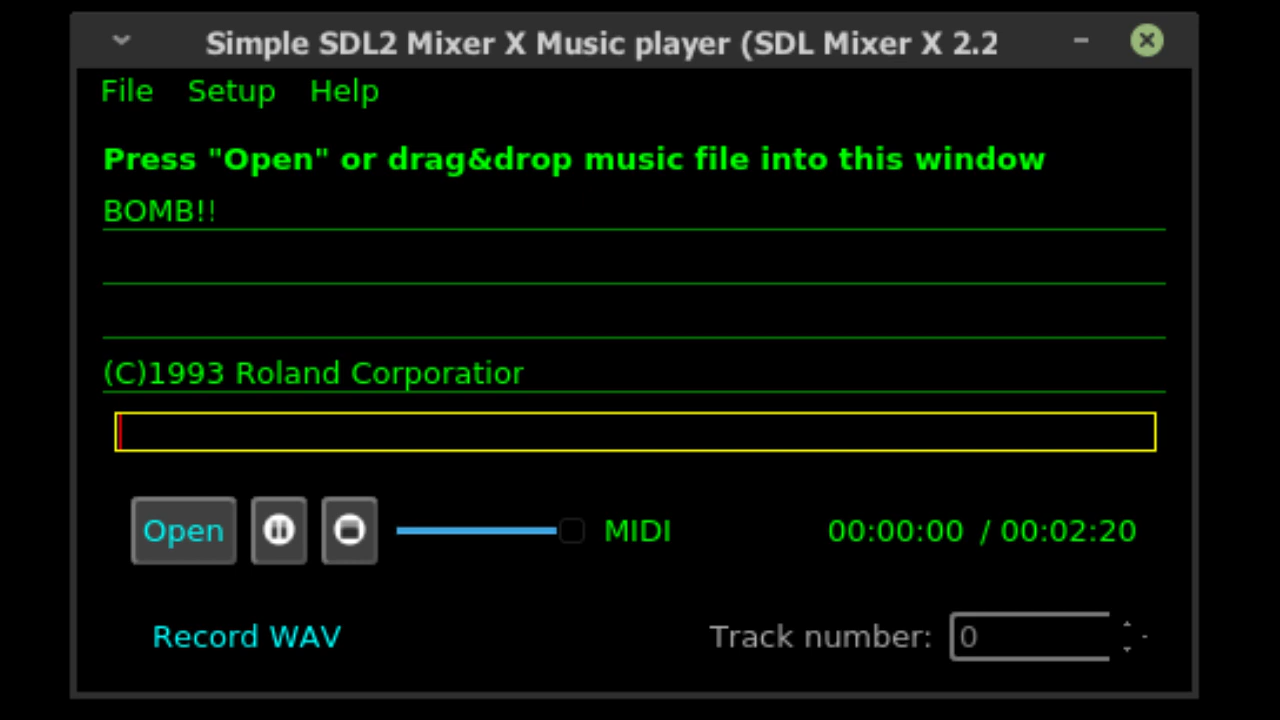 Simple SDL2 Mixer X Music player (SDL Mixer X 2.2
File Setup Help
Press "Open" or drag&drop music file into this window
BOMB!!
(C)1993 Roland Corporatior
Open MIDI 00:00:00 / 00:02:20
Record WAV Track number: 0